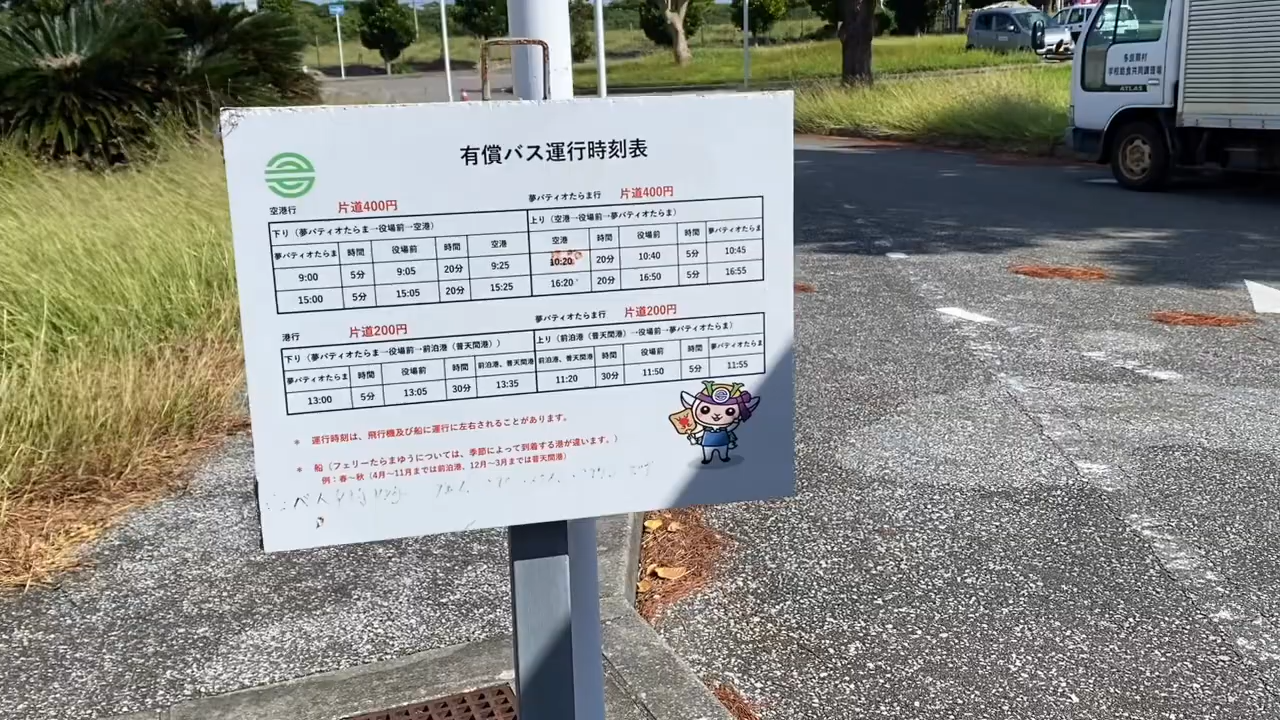 有償バス運行時刻表
空港行 片道400円
下り（夢パティオたらま→役場前→空港）
夢パティオたらま 時間 役場前 時間 空港
9:00 5分 9:05 20分 9:25
15:00 5分 15:05 20分 15:25
夢パティオたらま行 片道400円
上り（空港→役場前→夢パティオたらま）
空港 時間 役場前 時間 夢パティオたらま
10:20 20分 10:40 5分 10:45
16:20 20分 16:50 5分 16:55
港行 片道200円
下り（夢パティオたらま→役場前→前泊港（普天間港））
夢パティオたらま 時間 役場前 時間 前泊港、普天間港
13:00 5分 13:05 30分 13:35
夢パティオたらま行 片道200円
上り（前泊港（普天間港）→役場前→夢パティオたらま）
前泊港、普天間港 時間 役場前 時間 夢パティオたらま
11:20 30分 11:50 5分 11:55
＊ 運行時刻は、飛行機及び船に運行に左右されることがあります。
＊ 船（フェリーたらまゆうについては、季節によって到着する港が違います。）
例：春～秋（4月～11月までは前泊港、12月～3月までは普天間港）
多良間村
学校給食共同調理場
ATLAS